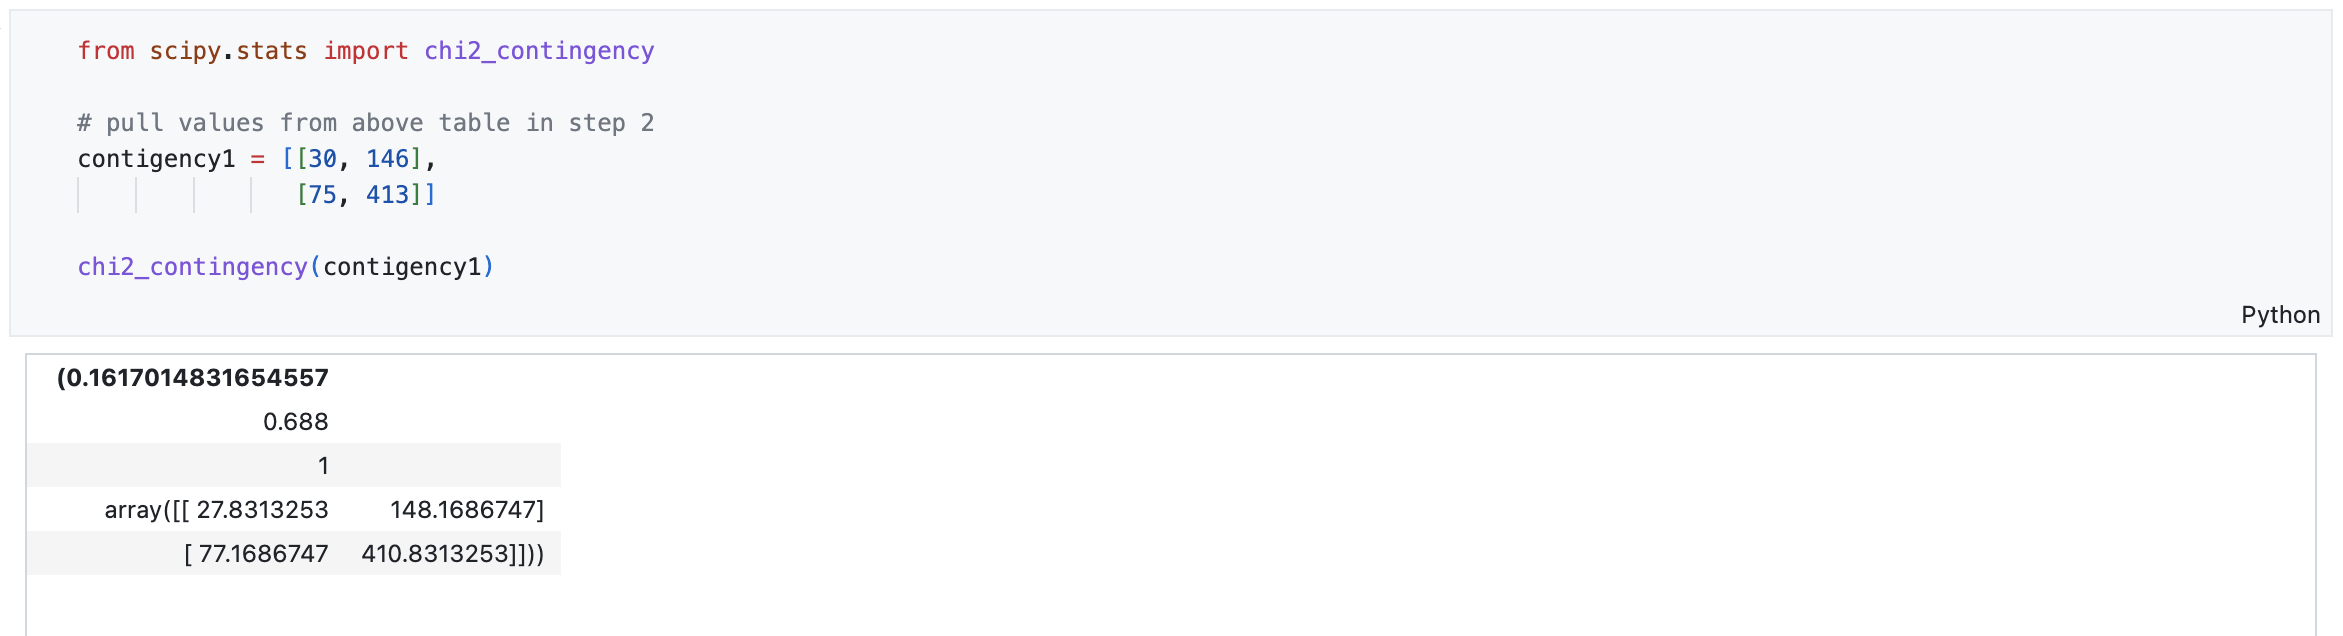 from scipy.stats import chi2_contingency
# pull values from above table in step 2
contigency1 = [[30, 146],
[75, 413]]
chi2_contingency(contigency1)
Python
(0.1617014831654557
0.688
1
array([[ 27.8313253 148.1686747]
[ 77.1686747 410.8313253]]))